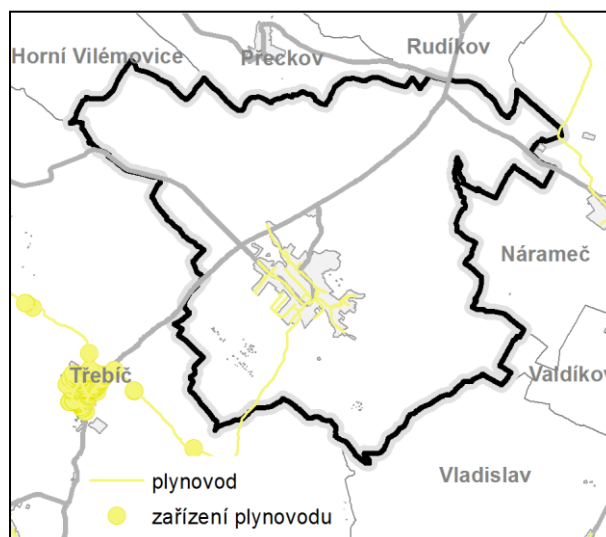 Rudíkov
Horní Vilémovice
Přeckov
Nárameč
Valdíkov
Třebíč
Vladislav
plynovod
zařízení plynovodu